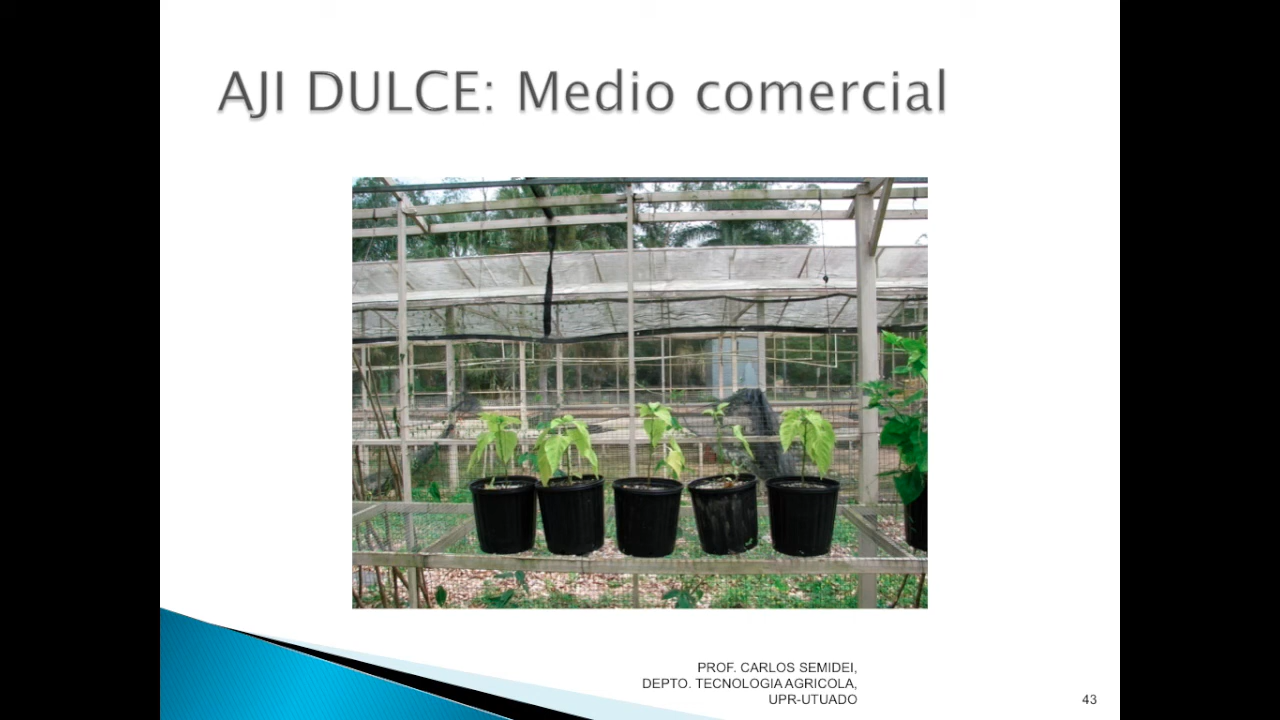 AJI DULCE: Medio comercial
PROF. CARLOS SEMIDEI,
DEPTO. TECNOLOGIA AGRICOLA,
UPR-UTUADO
43